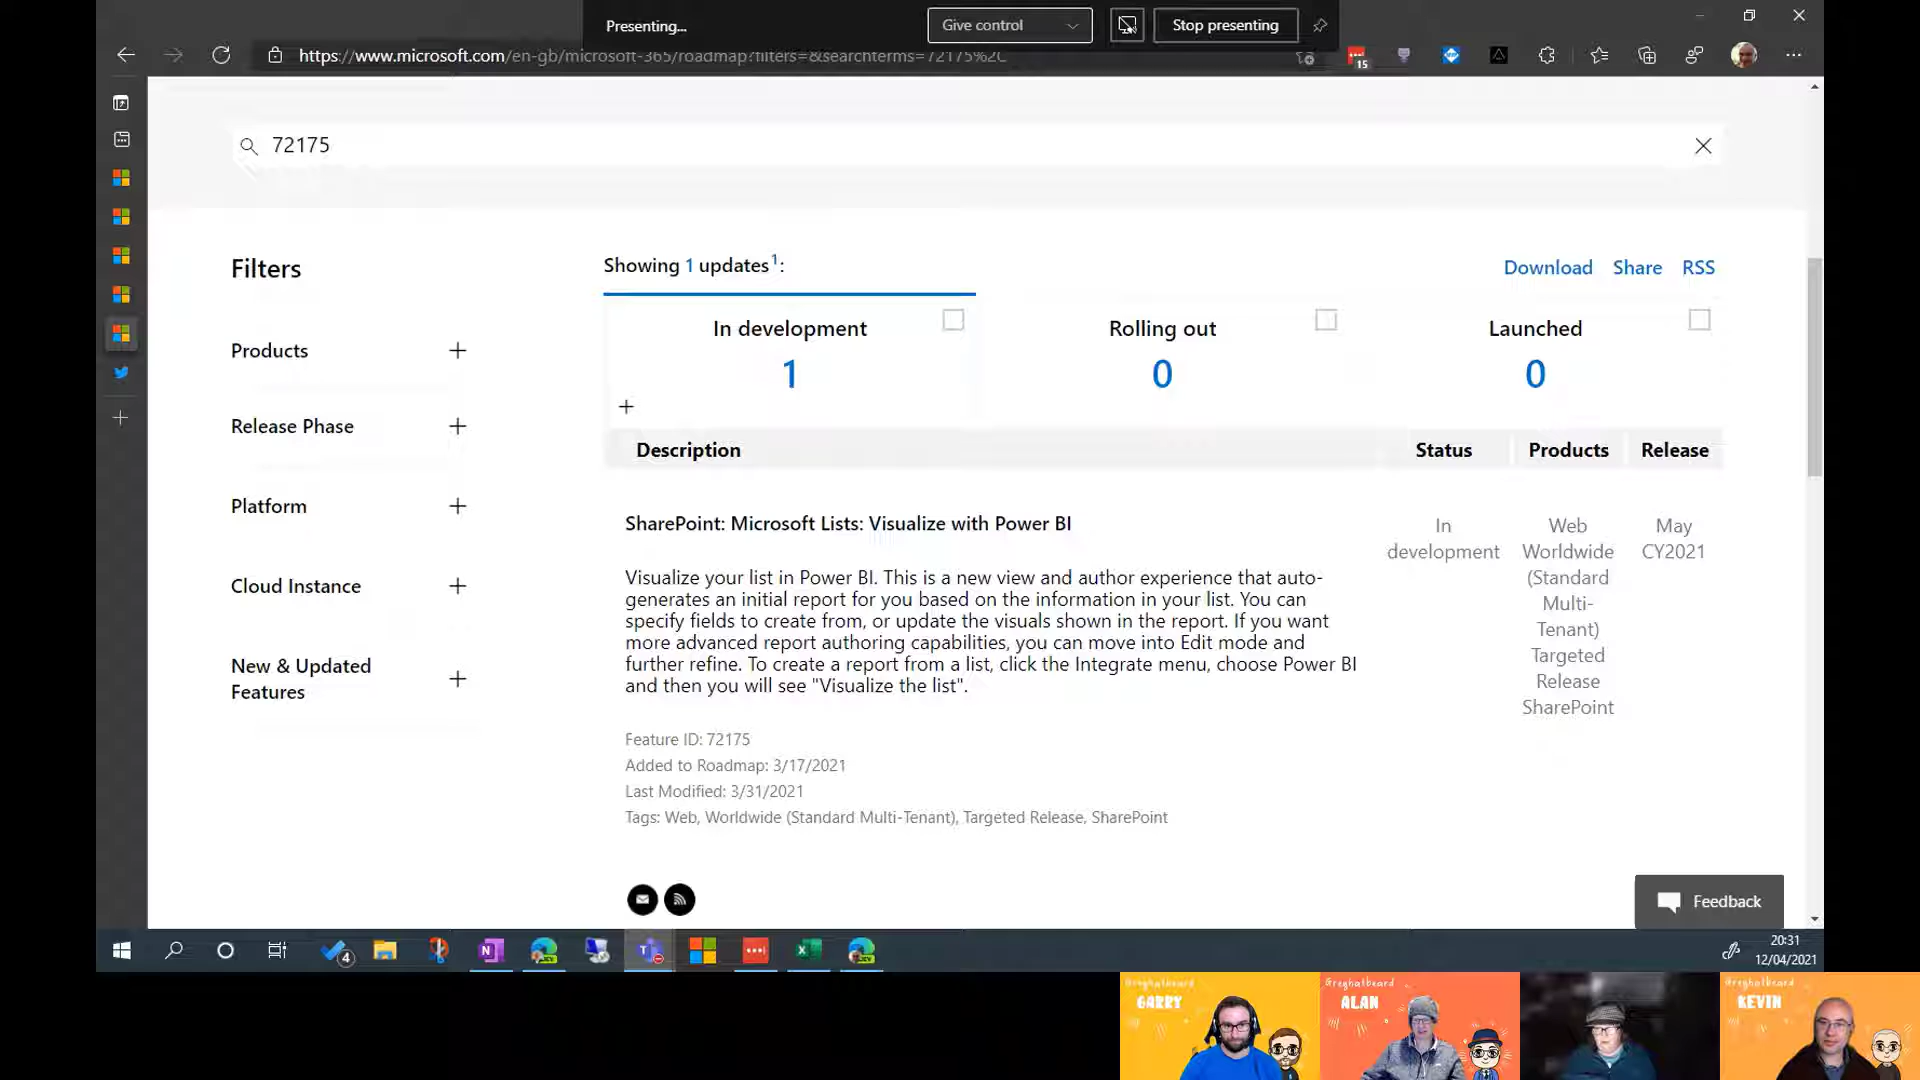 Presenting...
Give control
Stop presenting
https://www.microsoft.com/en-gb/microsoft-365/roadmap?filters=&searchterms=72175%2C
15
72175
Filters
Showing 1 updates1:
Download
Share
RSS
In development
1
Rolling out
0
Launched
0
Products
Release Phase
Platform
Cloud Instance
New & Updated
Features
Description
Status
Products
Release
SharePoint: Microsoft Lists: Visualize with Power BI
In
development
Web
Worldwide
(Standard
Multi-
Tenant)
Targeted
Release
SharePoint
May
CY2021
Visualize your list in Power BI. This is a new view and author experience that auto-
generates an initial report for you based on the information in your list. You can
specify fields to create from, or update the visuals shown in the report. If you want
more advanced report authoring capabilities, you can move into Edit mode and
further refine. To create a report from a list, click the Integrate menu, choose Power BI
and then you will see "Visualize the list".
Feature ID: 72175
Added to Roadmap: 3/17/2021
Last Modified: 3/31/2021
Tags: Web, Worldwide (Standard Multi-Tenant), Targeted Release, SharePoint
Feedback
4
20:31
12/04/2021
Greyhatbeard
GARRY
Greyhatbeard
ALAN
Greyhatbeard
KEVIN